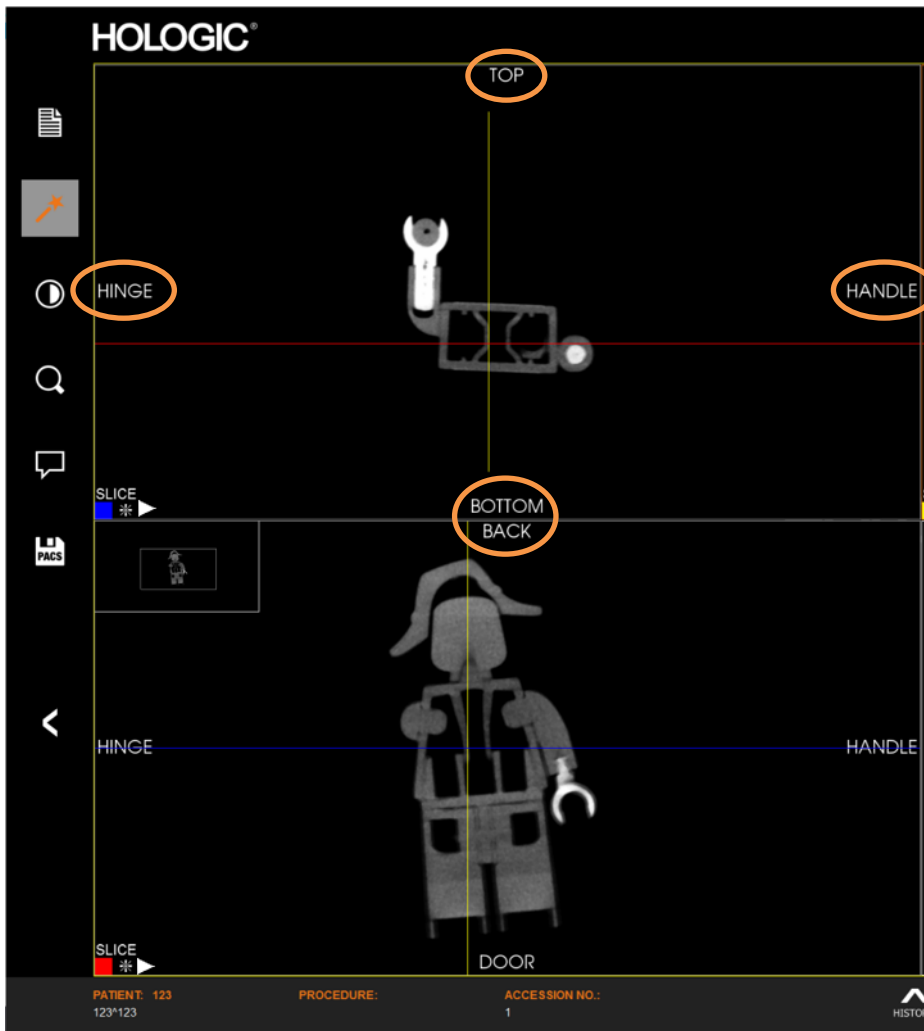 HOLOGIC®
TOP
HINGE
HANDLE
SLICE
BOTTOM
BACK
PACS
HINGE
HANDLE
SLICE
DOOR
PATIENT: 123
PROCEDURE:
ACCESSION NO.:
123^123
1